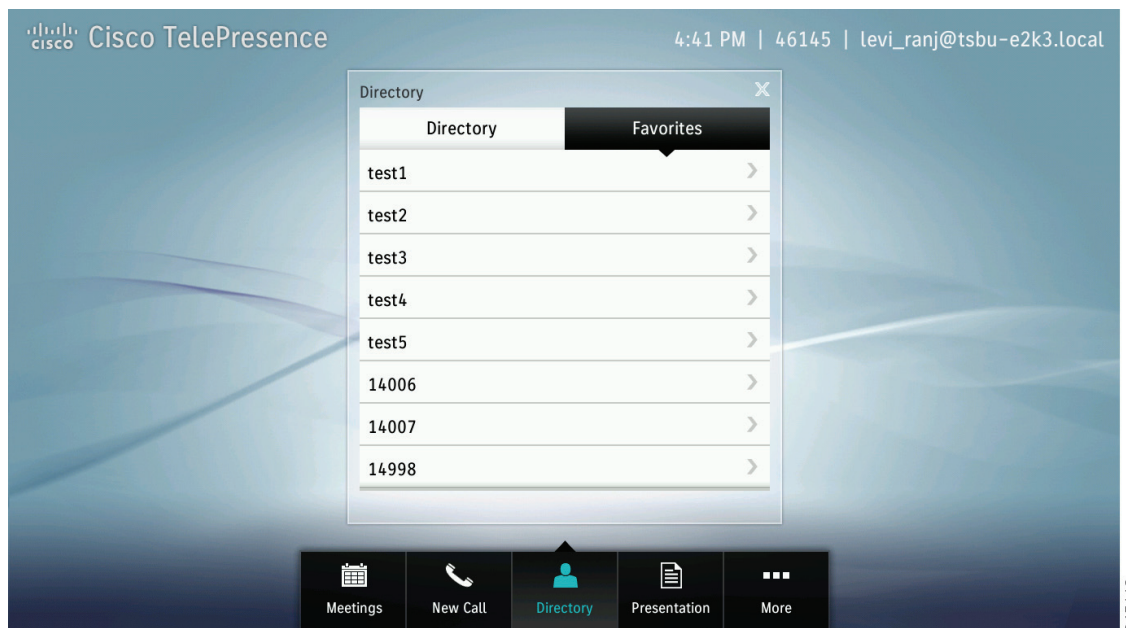 cisco Cisco TelePresence
4:41 PM | 46145 | levi_ranj@tsbu-e2k3.local
Directory
Directory
Favorites
test1
test2
test3
test4
test5
14006
14007
14998
Meetings
New Call
Directory
Presentation
More